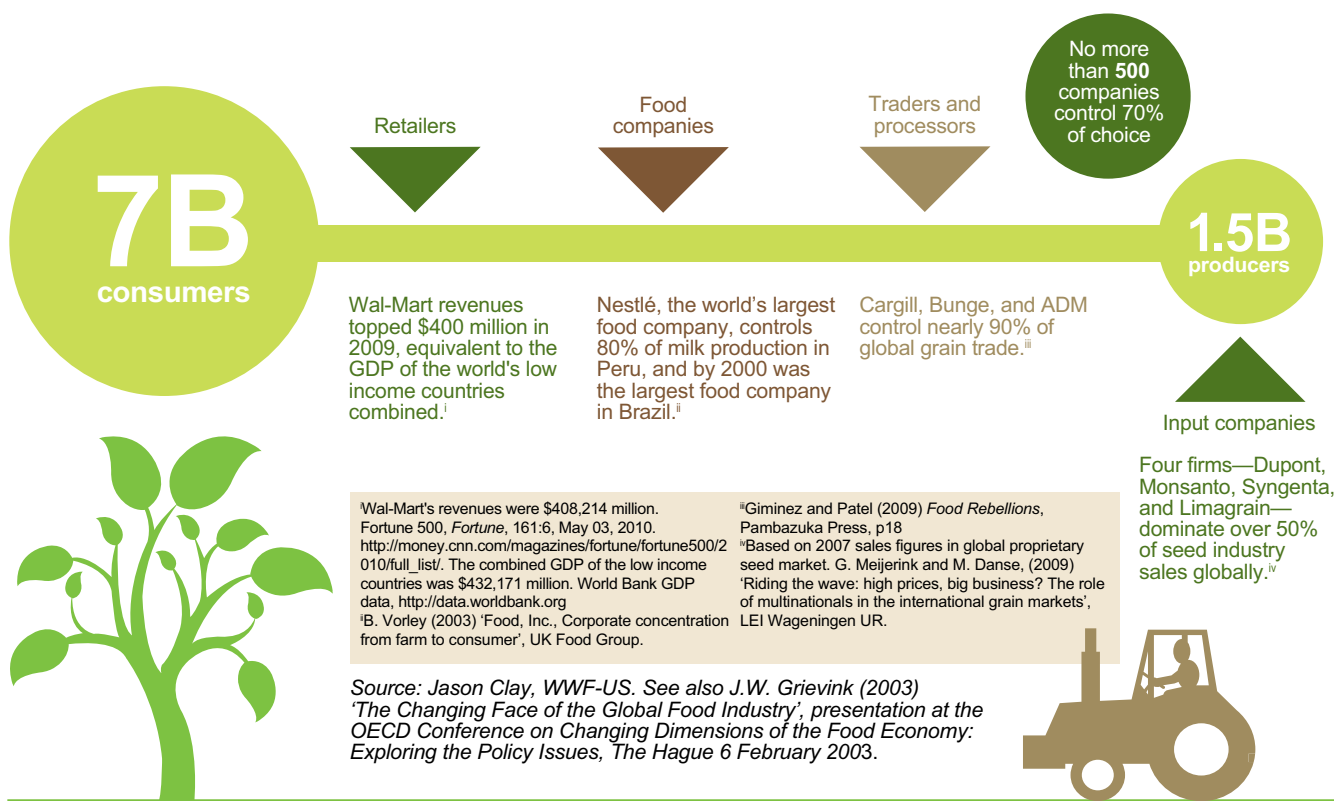 7B
consumers
Retailers
Food
companies
Traders and
processors
No more
than 500
companies
control 70%
of choice
1.5B
producers
Wal-Mart revenues
topped $400 million in
2009, equivalent to the
GDP of the world's low
income countries
combined.ⁱ
Nestlé, the world’s largest
food company, controls
80% of milk production in
Peru, and by 2000 was
the largest food company
in Brazil.ⁱⁱ
Cargill, Bunge, and ADM
control nearly 90% of
global grain trade.ⁱⁱⁱ
Input companies
Four firms—Dupont,
Monsanto, Syngenta,
and Limagrain—
dominate over 50%
of seed industry
sales globally.ⁱᵛ
ⁱWal-Mart's revenues were $408,214 million.
Fortune 500, Fortune, 161:6, May 03, 2010.
http://money.cnn.com/magazines/fortune/fortune500/2
010/full_list/. The combined GDP of the low income
countries was $432,171 million. World Bank GDP
data, http://data.worldbank.org
ⁱⁱB. Vorley (2003) ‘Food, Inc., Corporate concentration
from farm to consumer’, UK Food Group.
ⁱⁱⁱGiminez and Patel (2009) Food Rebellions,
Pambazuka Press, p18
ⁱᵛBased on 2007 sales figures in global proprietary
seed market. G. Meijerink and M. Danse, (2009)
‘Riding the wave: high prices, big business? The role
of multinationals in the international grain markets’,
LEI Wageningen UR.
Source: Jason Clay, WWF-US. See also J.W. Grievink (2003)
‘The Changing Face of the Global Food Industry’, presentation at the
OECD Conference on Changing Dimensions of the Food Economy:
Exploring the Policy Issues, The Hague 6 February 2003.